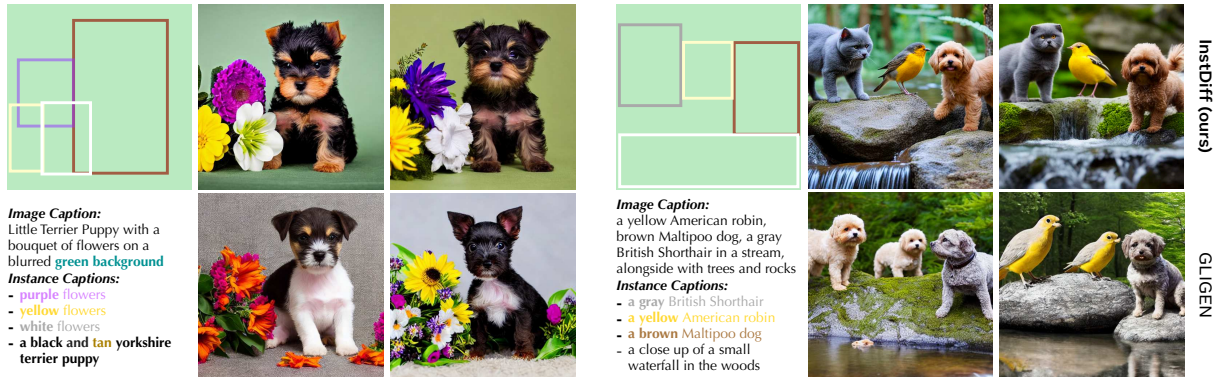 Image Caption:
Little Terrier Puppy with a
bouquet of flowers on a
blurred green background
Instance Captions:
- purple flowers
- yellow flowers
- white flowers
- a black and tan yorkshire
terrier puppy
Image Caption:
a yellow American robin,
brown Maltipoo dog, a gray
British Shorthair in a stream,
alongside with trees and rocks
Instance Captions:
- a gray British Shorthair
- a yellow American robin
- a brown Maltipoo dog
- a close up of a small
waterfall in the woods
InstDiff (ours)
GLIGEN